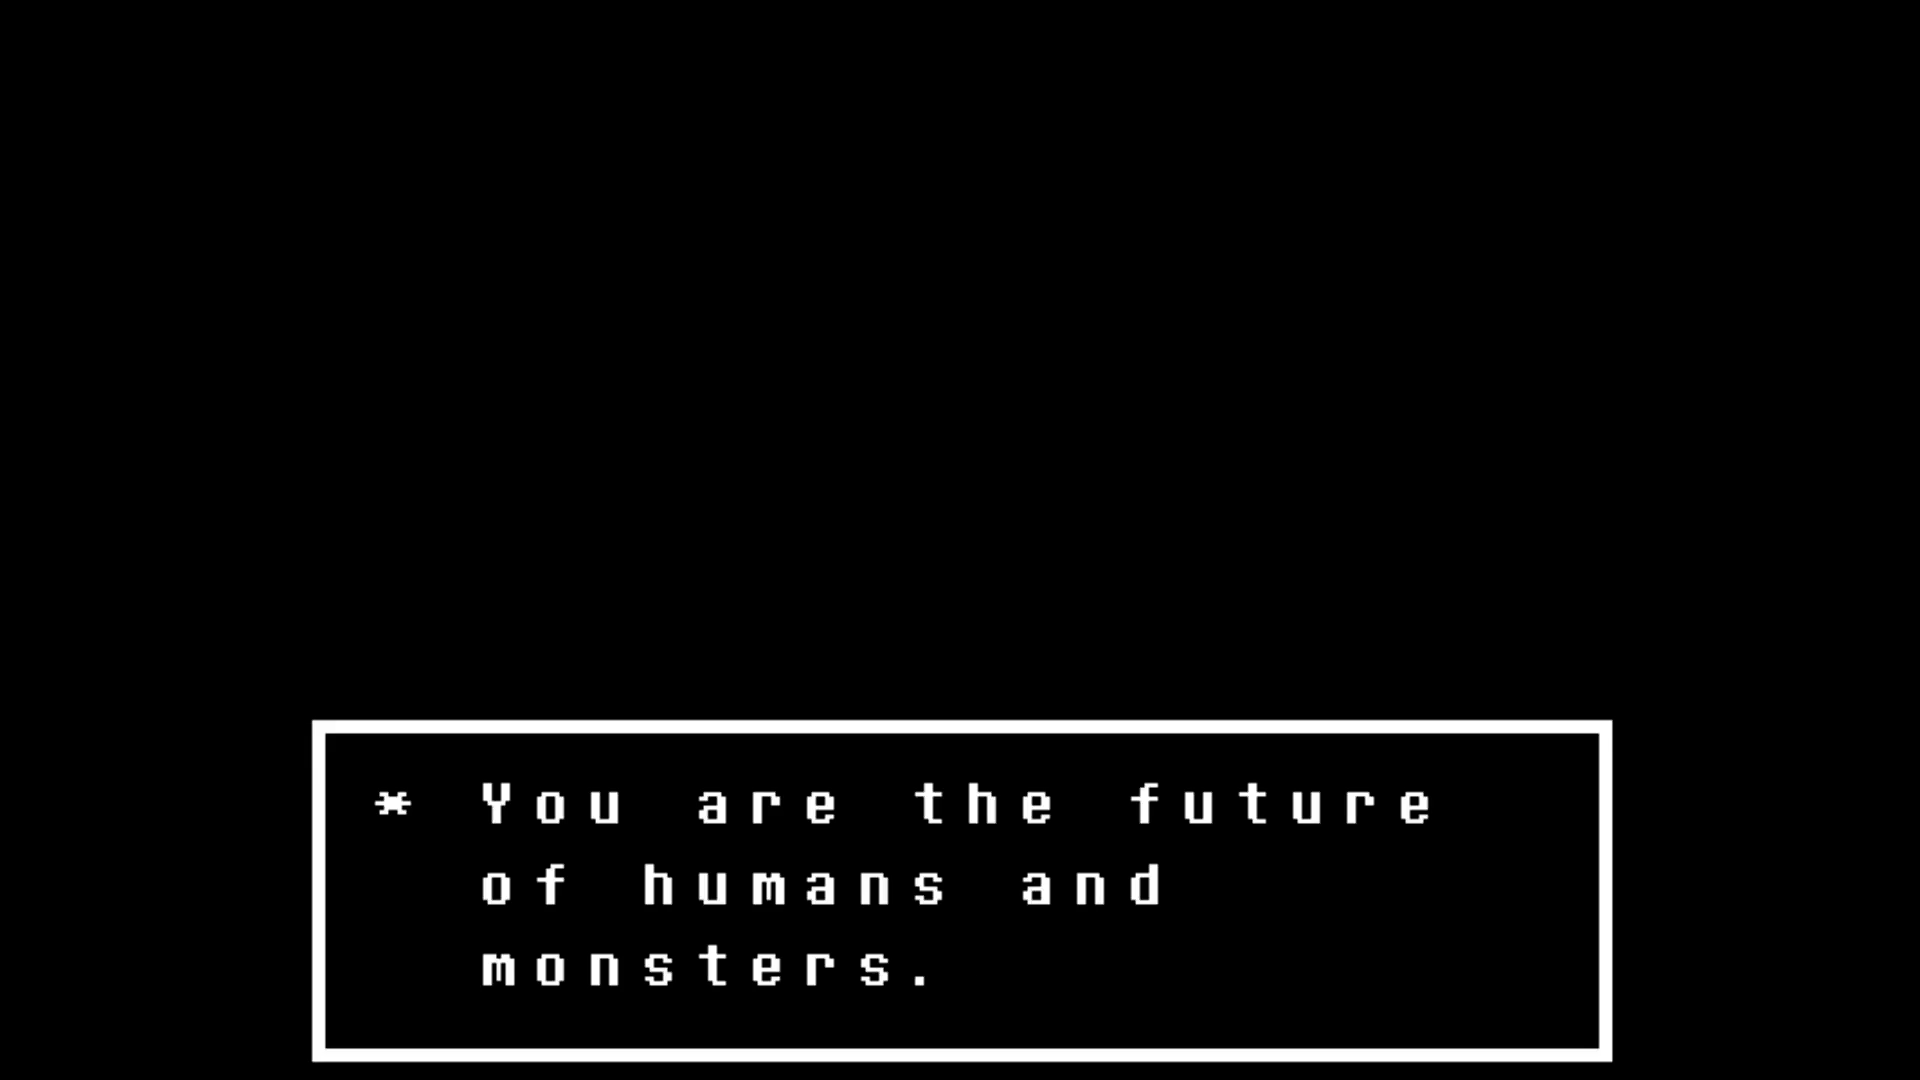 * You are the future
of humans and
monsters.